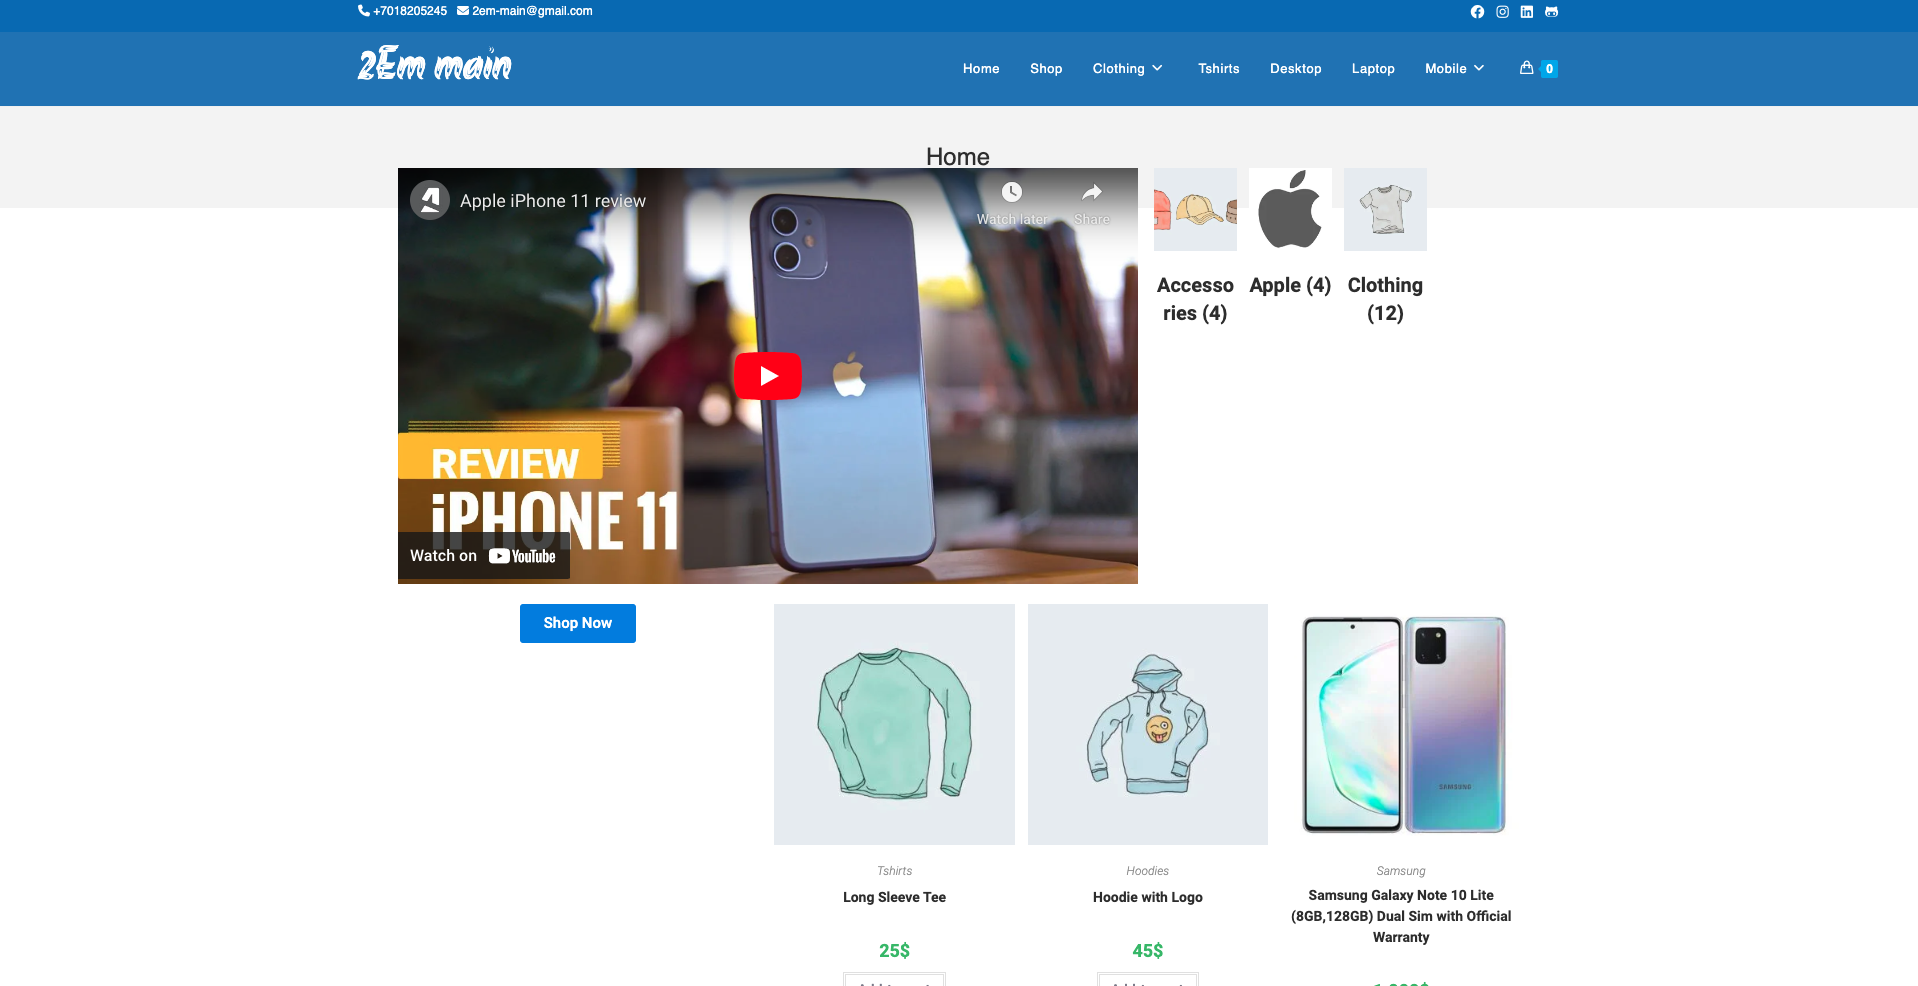 +7018205245 2em-main@gmail.com
2Em main
Home Shop Clothing Tshirts Desktop Laptop Mobile 0
Home
Apple iPhone 11 review
Watch later Share
REVIEW
iPHONE 11
Watch on YouTube
Accesso
ries (4)
Apple (4)
Clothing
(12)
Shop Now
SAMSUNG
Tshirts
Long Sleeve Tee
25$
Hoodies
Hoodie with Logo
45$
Samsung
Samsung Galaxy Note 10 Lite
(8GB,128GB) Dual Sim with Official
Warranty